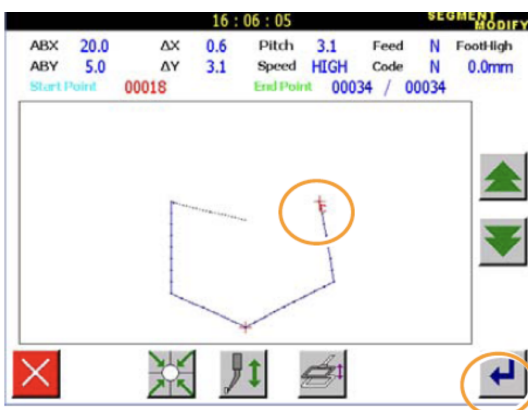 16 : 06 : 05
SEGMENT MODIFY
ABX 20.0 ΔX 0.6 Pitch 3.1 Feed N FootHigh
ABY 5.0 ΔY 3.1 Speed HIGH Code N 0.0mm
Start Point 00018 End Point 00034 / 00034